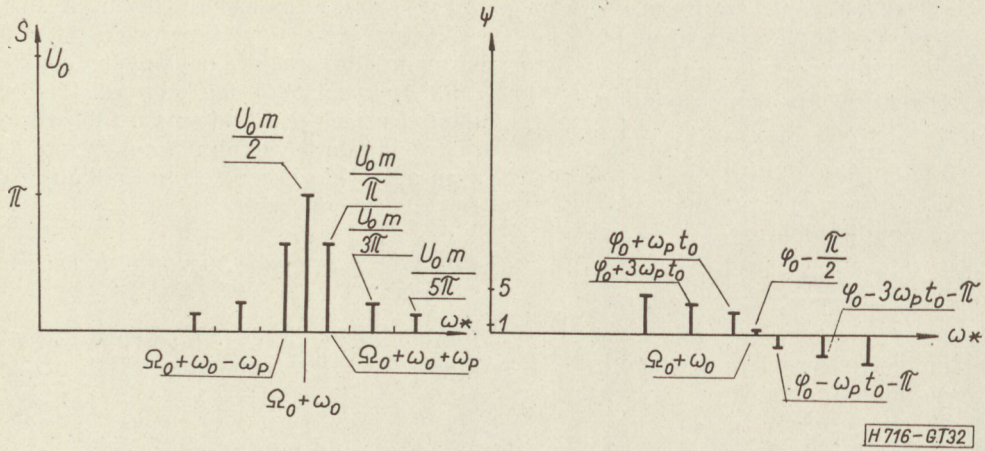 S
U₀
π
U₀m/2
U₀m/π
U₀m/3π
U₀m/5π
ω*
Ω₀+ω₀−ωₚ
Ω₀+ω₀+ωₚ
Ω₀+ω₀
ψ
5
1
φ₀+ωₚt₀
φ₀+3ωₚt₀
φ₀−π/2
φ₀−3ωₚt₀−π
ω*
Ω₀+ω₀
φ₀−ωₚt₀−π
H716-GT32